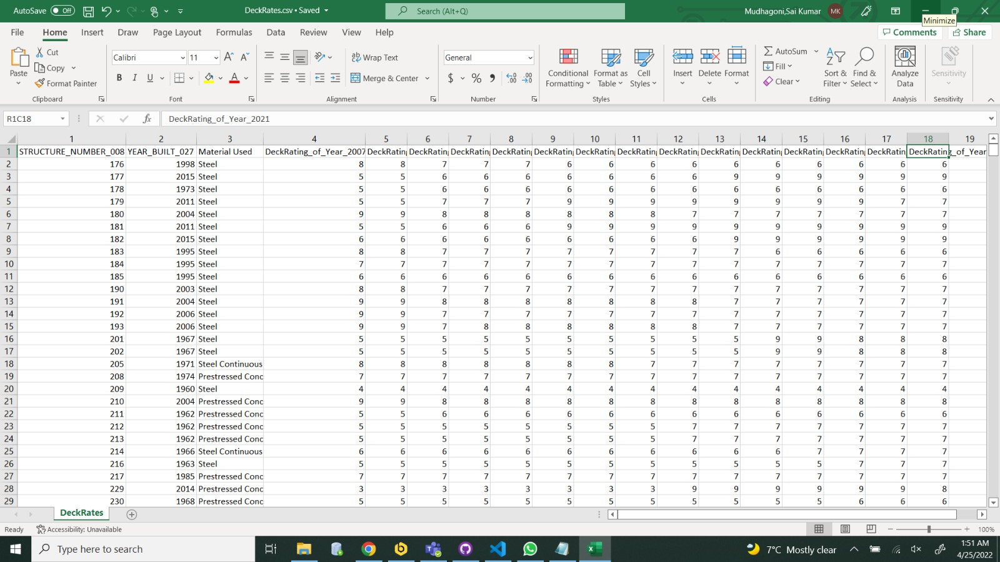 AutoSave Off DeckRates.csv • Saved Search (Alt+Q) Mudhagoni,Sai Kumar MK
Minimize
File Home Insert Draw Page Layout Formulas Data Review View Help Comments Share
Paste Cut Copy Format Painter
Calibri 11 A A B I U A
Wrap Text Merge & Center
General $ % 9 .00 .00
Conditional Formatting Format as Table Cell Styles
Insert Delete Format
AutoSum Fill Clear
Sort & Filter Find & Select
Analyze Data Sensitivity
Clipboard Font Alignment Number Styles Cells Editing Analysis Sensitivity
R1C18 fx DeckRating_of_Year_2021
1 2 3 4 5 6 7 8 9 10 11 12 13 14 15 16 17 18 19
1 STRUCTURE_NUMBER_008 YEAR_BUILT_027 Material Used DeckRating_of_Year_2007 DeckRating DeckRating DeckRating DeckRating DeckRating DeckRating DeckRating DeckRating DeckRating DeckRating DeckRating DeckRating DeckRating DeckRating_of_Year
2 176 1998 Steel 8 8 7 7 7 6 6 6 6 6 6 6 6 6 6
3 177 2015 Steel 5 5 6 6 6 6 6 6 6 9 9 9 9 9 9
4 178 1973 Steel 5 5 6 6 6 6 6 6 6 6 6 6 6 6 6
5 179 2011 Steel 5 5 7 7 7 9 9 9 9 9 9 9 9 7 7
6 180 2004 Steel 9 9 8 8 8 8 8 8 7 7 7 7 7 7 7
7 181 2011 Steel 5 5 6 6 6 9 9 9 9 9 9 9 9 9 9
8 182 2015 Steel 6 6 6 6 6 6 6 6 6 9 9 9 9 9 9
9 183 1995 Steel 8 8 7 7 7 7 7 7 7 7 6 6 6 6 6
10 184 1995 Steel 7 7 7 7 7 7 7 7 7 7 7 7 7 7 7
11 185 1995 Steel 6 6 6 6 6 6 6 6 6 6 6 6 6 6 6
12 190 2003 Steel 8 8 7 7 7 7 7 7 7 7 7 7 7 7 7
13 191 2004 Steel 9 9 8 8 8 8 8 8 8 7 7 7 7 7 7
14 192 2006 Steel 9 9 7 7 7 7 7 7 7 7 7 7 7 7 7
15 193 2006 Steel 9 9 7 8 8 8 8 8 8 7 7 7 7 7 7
16 201 1967 Steel 5 5 5 5 5 5 5 5 5 5 9 9 8 8 8
17 202 1967 Steel 5 5 5 5 5 5 5 5 5 5 9 9 8 8 8
18 205 1971 Steel Continuous 8 8 8 8 8 8 8 7 7 7 7 7 7 7 7
19 208 1974 Prestressed Conc 7 7 7 7 7 7 7 7 7 7 7 7 7 7 7
20 209 1960 Steel 4 4 4 4 4 4 4 4 4 4 4 4 4 4 4
21 210 2004 Prestressed Conc 9 9 8 8 8 8 8 8 8 8 8 8 8 8 8
22 211 1962 Prestressed Conc 5 5 6 6 6 6 6 6 6 6 6 6 6 6 6
23 212 1962 Prestressed Conc 5 5 5 5 5 5 5 5 7 7 7 7 7 7 7
24 213 1962 Prestressed Conc 5 5 5 5 5 5 5 5 7 7 7 7 7 7 7
25 214 1966 Steel Continuous 6 6 6 6 6 6 6 6 6 6 6 7 7 7 7
26 216 1963 Steel 5 5 5 5 5 5 5 5 5 5 5 5 7 7 7
27 217 1985 Prestressed Conc 7 7 7 7 7 7 7 7 7 7 7 7 7 7 7
28 229 2014 Prestressed Conc 3 3 3 3 3 3 3 3 9 9 9 9 9 9 8
29 230 1968 Prestressed Conc 5 5 5 5 5 5 5 5 5 5 5 5 6 6 6
DeckRates
Ready Accessibility: Unavailable 100%
Type here to search 7°C Mostly clear 1:51 AM
4/25/2022